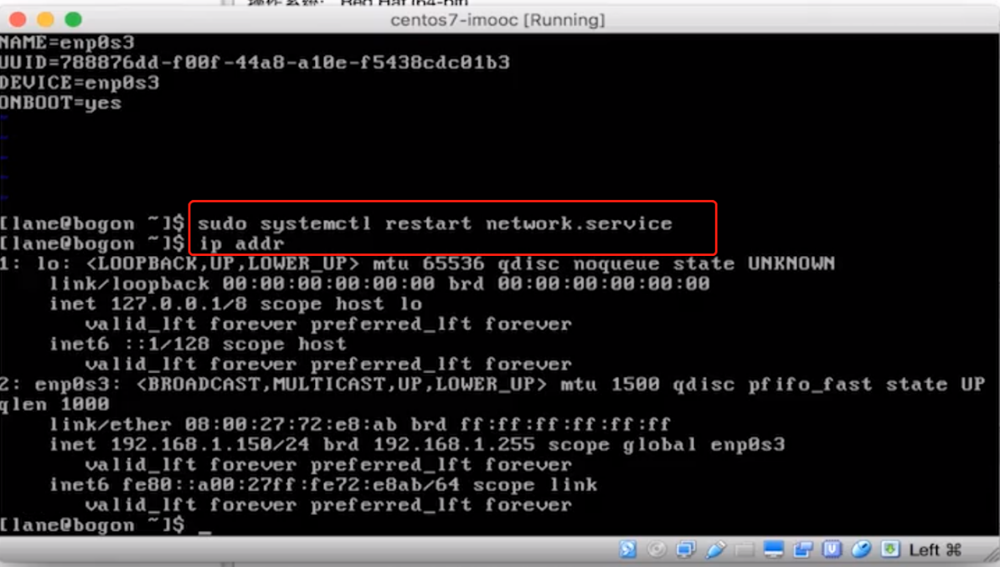 centos7-imooc [Running]
NAME=enp0s3
UUID=788876dd-f00f-44a8-a10e-f5438cdc01b3
DEVICE=enp0s3
ONBOOT=yes
~
~
~
~
~
[lane@bogon ~]$ sudo systemctl restart network.service
[lane@bogon ~]$ ip addr
1: lo: <LOOPBACK,UP,LOWER_UP> mtu 65536 qdisc noqueue state UNKNOWN
link/loopback 00:00:00:00:00:00 brd 00:00:00:00:00:00
inet 127.0.0.1/8 scope host lo
valid_lft forever preferred_lft forever
inet6 ::1/128 scope host
valid_lft forever preferred_lft forever
2: enp0s3: <BROADCAST,MULTICAST,UP,LOWER_UP> mtu 1500 qdisc pfifo_fast state UP
qlen 1000
link/ether 08:00:27:72:e8:ab brd ff:ff:ff:ff:ff:ff
inet 192.168.1.150/24 brd 192.168.1.255 scope global enp0s3
valid_lft forever preferred_lft forever
inet6 fe80::a00:27ff:fe72:e8ab/64 scope link
valid_lft forever preferred_lft forever
[lane@bogon ~]$ _
Left ⌘